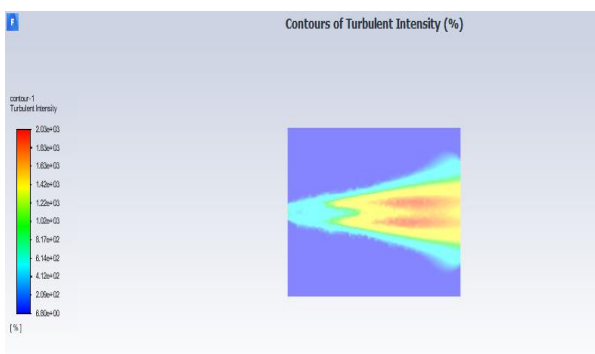 F
Contours of Turbulent Intensity (%)
contour-1
Turbulent Intensity
2.03e+03
1.83e+03
1.63e+03
1.42e+03
1.22e+03
1.02e+03
8.17e+02
6.14e+02
4.12e+02
2.09e+02
6.80e+00
[%]